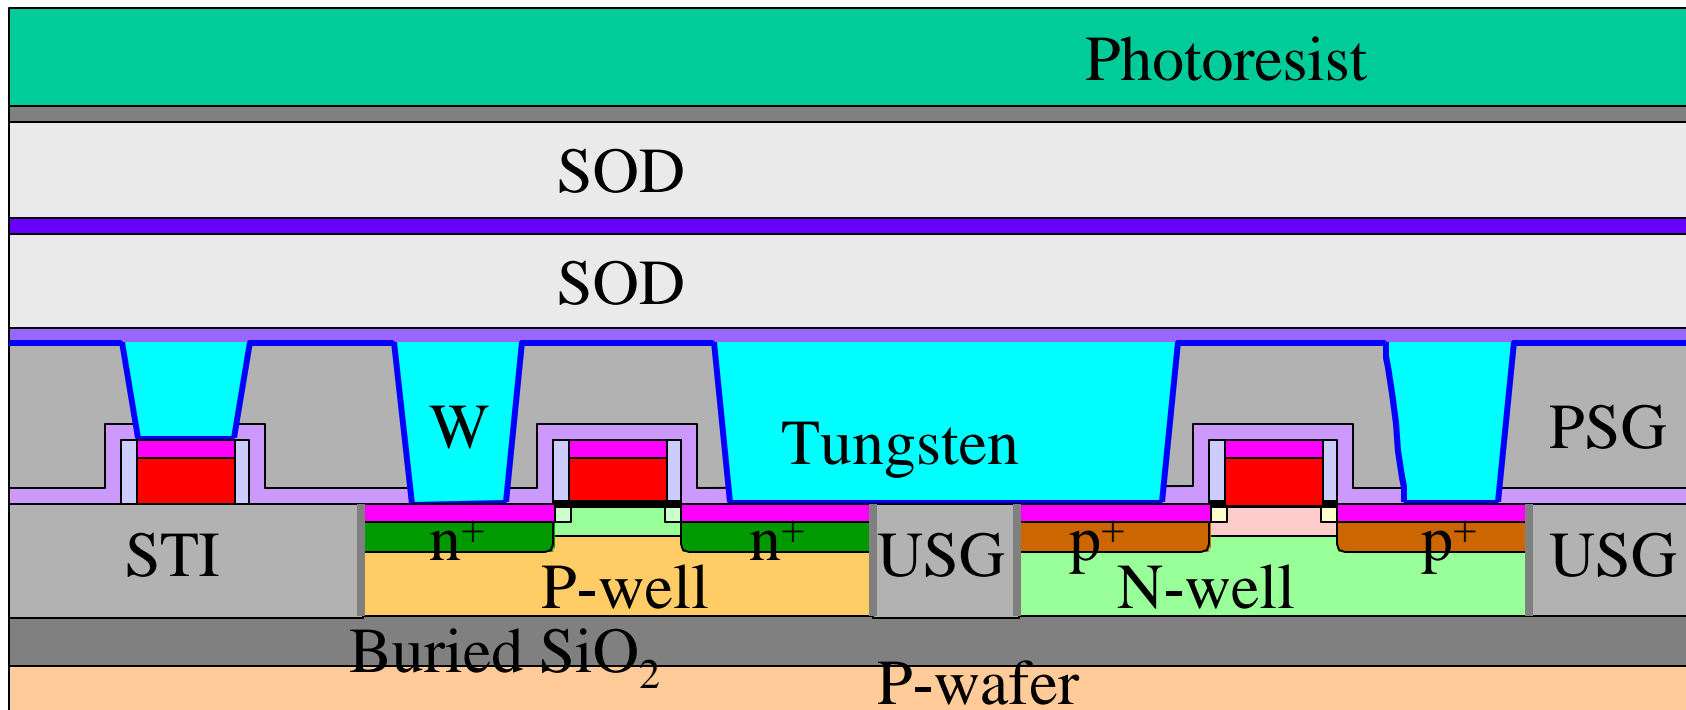 Photoresist
SOD
SOD
W
Tungsten
PSG
STI
n⁺
n⁺
USG
p⁺
p⁺
USG
P-well
N-well
Buried SiO₂
P-wafer